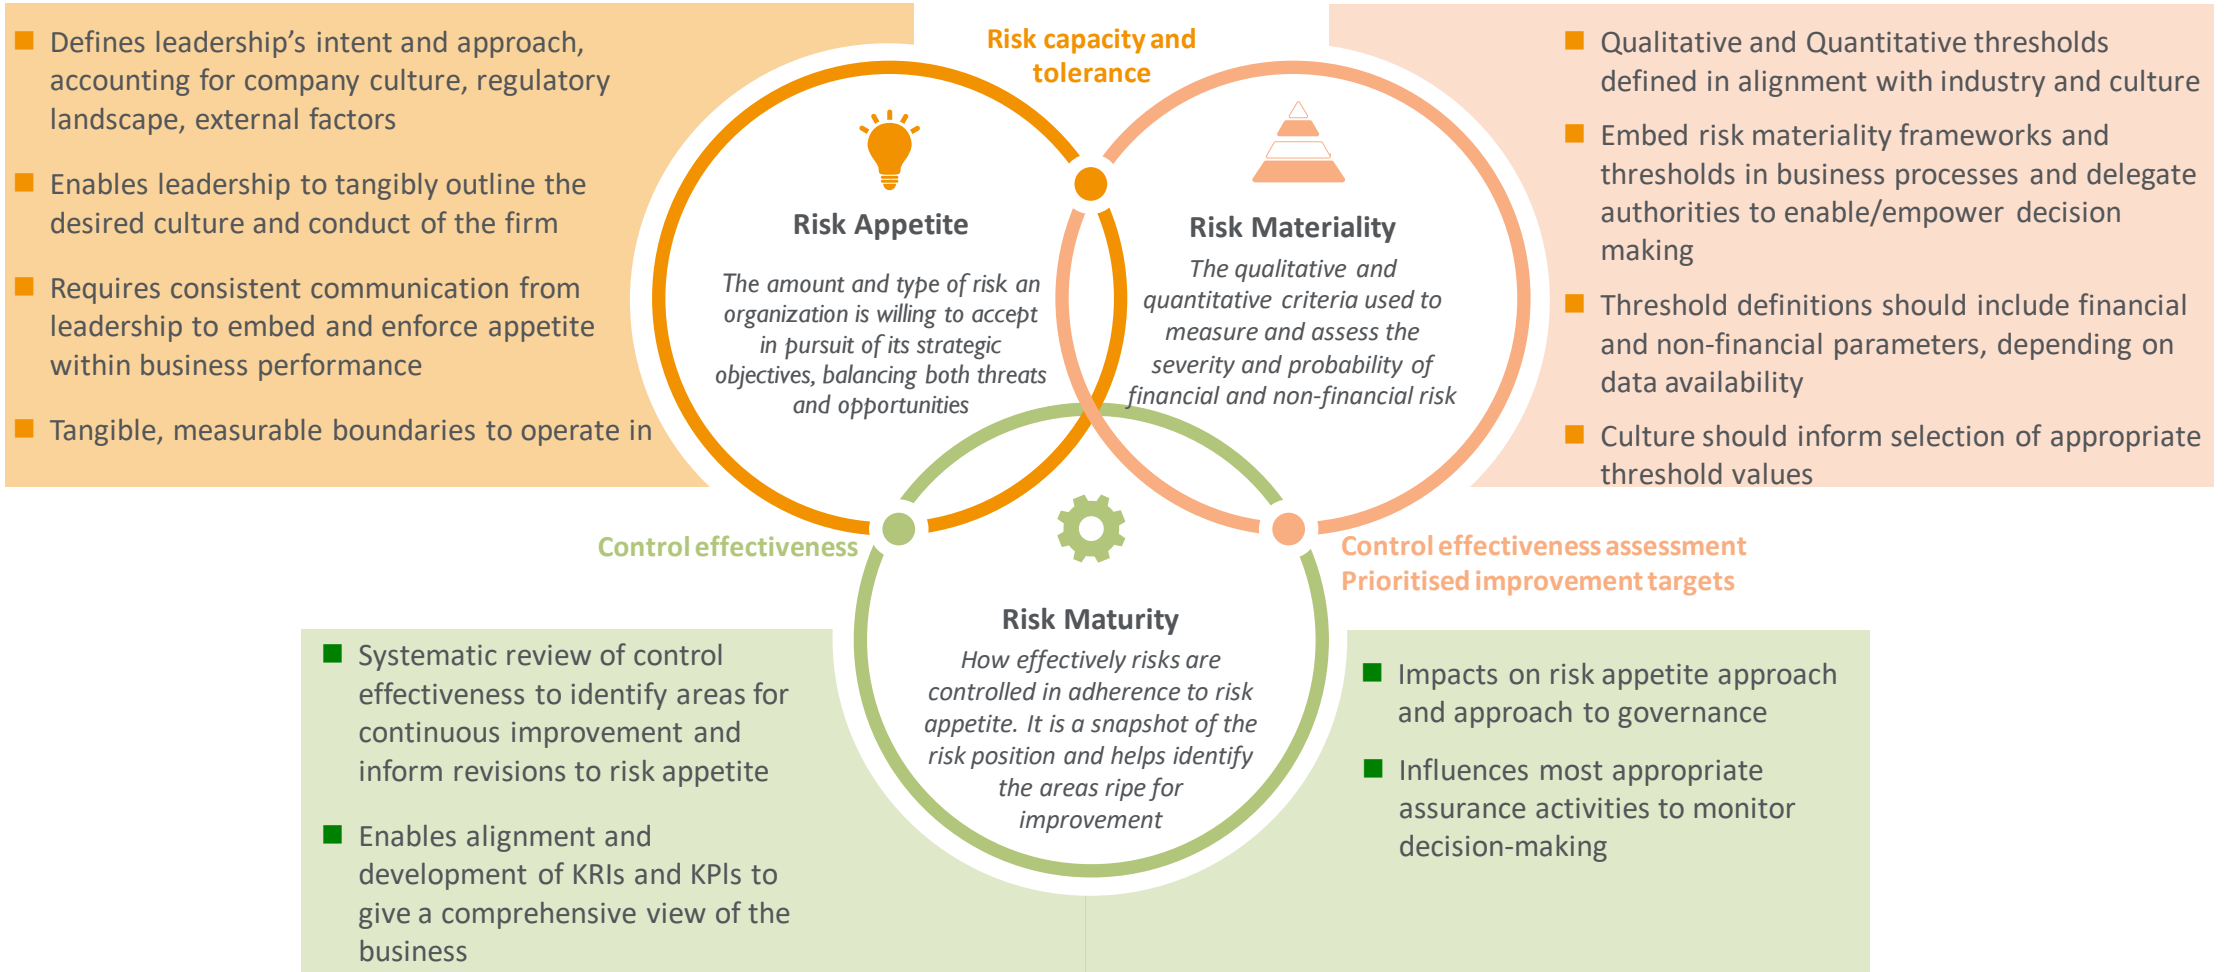 Defines leadership's intent and approach,
accounting for company culture, regulatory
landscape, external factors
Enables leadership to tangibly outline the
desired culture and conduct of the firm
Requires consistent communication from
leadership to embed and enforce appetite
within business performance
Tangible, measurable boundaries to operate in
Risk capacity and
tolerance
Risk Appetite
The amount and type of risk an
organization is willing to accept
in pursuit of its strategic
objectives, balancing both threats
and opportunities
Risk Materiality
The qualitative and
quantitative criteria used to
measure and assess the
severity and probability of
financial and non-financial risk
Qualitative and Quantitative thresholds
defined in alignment with industry and culture
Embed risk materiality frameworks and
thresholds in business processes and delegate
authorities to enable/empower decision
making
Threshold definitions should include financial
and non-financial parameters, depending on
data availability
Culture should inform selection of appropriate
threshold values
Control effectiveness
Control effectiveness assessment
Prioritised improvement targets
Risk Maturity
How effectively risks are
controlled in adherence to risk
appetite. It is a snapshot of the
risk position and helps identify
the areas ripe for
improvement
Systematic review of control
effectiveness to identify areas for
continuous improvement and
inform revisions to risk appetite
Enables alignment and
development of KRIs and KPIs to
give a comprehensive view of the
business
Impacts on risk appetite approach
and approach to governance
Influences most appropriate
assurance activities to monitor
decision-making